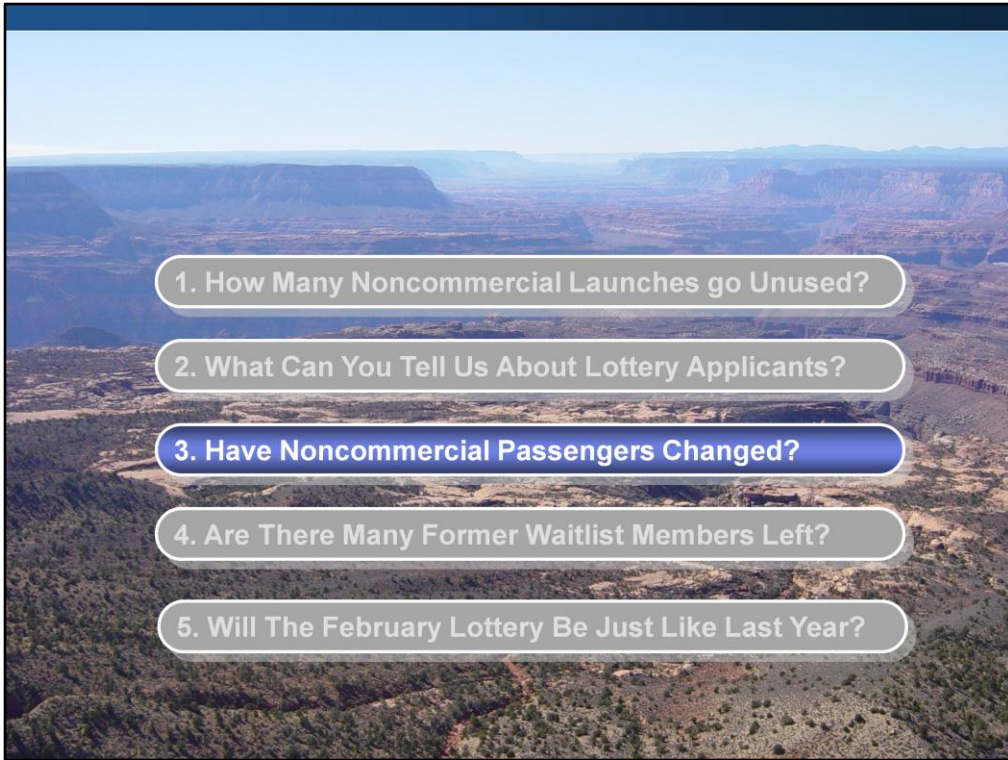 1. How Many Noncommercial Launches go Unused?
2. What Can You Tell Us About Lottery Applicants?
3. Have Noncommercial Passengers Changed?
4. Are There Many Former Waitlist Members Left?
5. Will The February Lottery Be Just Like Last Year?